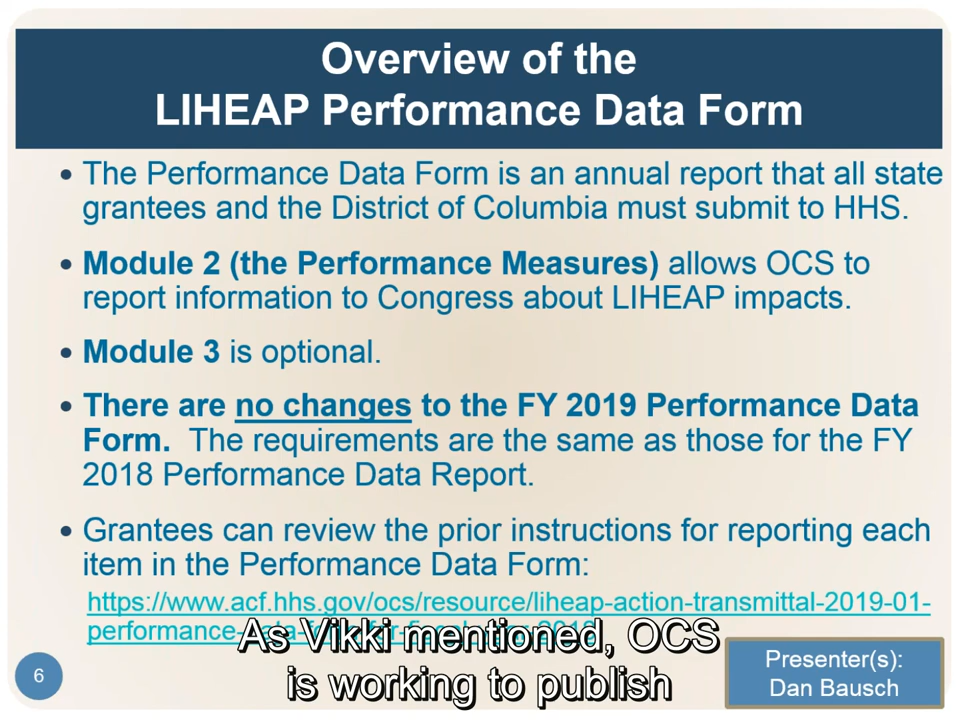 Overview of the
LIHEAP Performance Data Form
• The Performance Data Form is an annual report that all state
grantees and the District of Columbia must submit to HHS.
• Module 2 (the Performance Measures) allows OCS to
report information to Congress about LIHEAP impacts.
• Module 3 is optional.
• There are no changes to the FY 2019 Performance Data
Form. The requirements are the same as those for the FY
2018 Performance Data Report.
• Grantees can review the prior instructions for reporting each
item in the Performance Data Form:
https://www.acf.hhs.gov/ocs/resource/liheap-action-transmittal-2019-01-
performance-
As Vikki mentioned, OCS
is working to publish
6
Presenter(s):
Dan Bausch